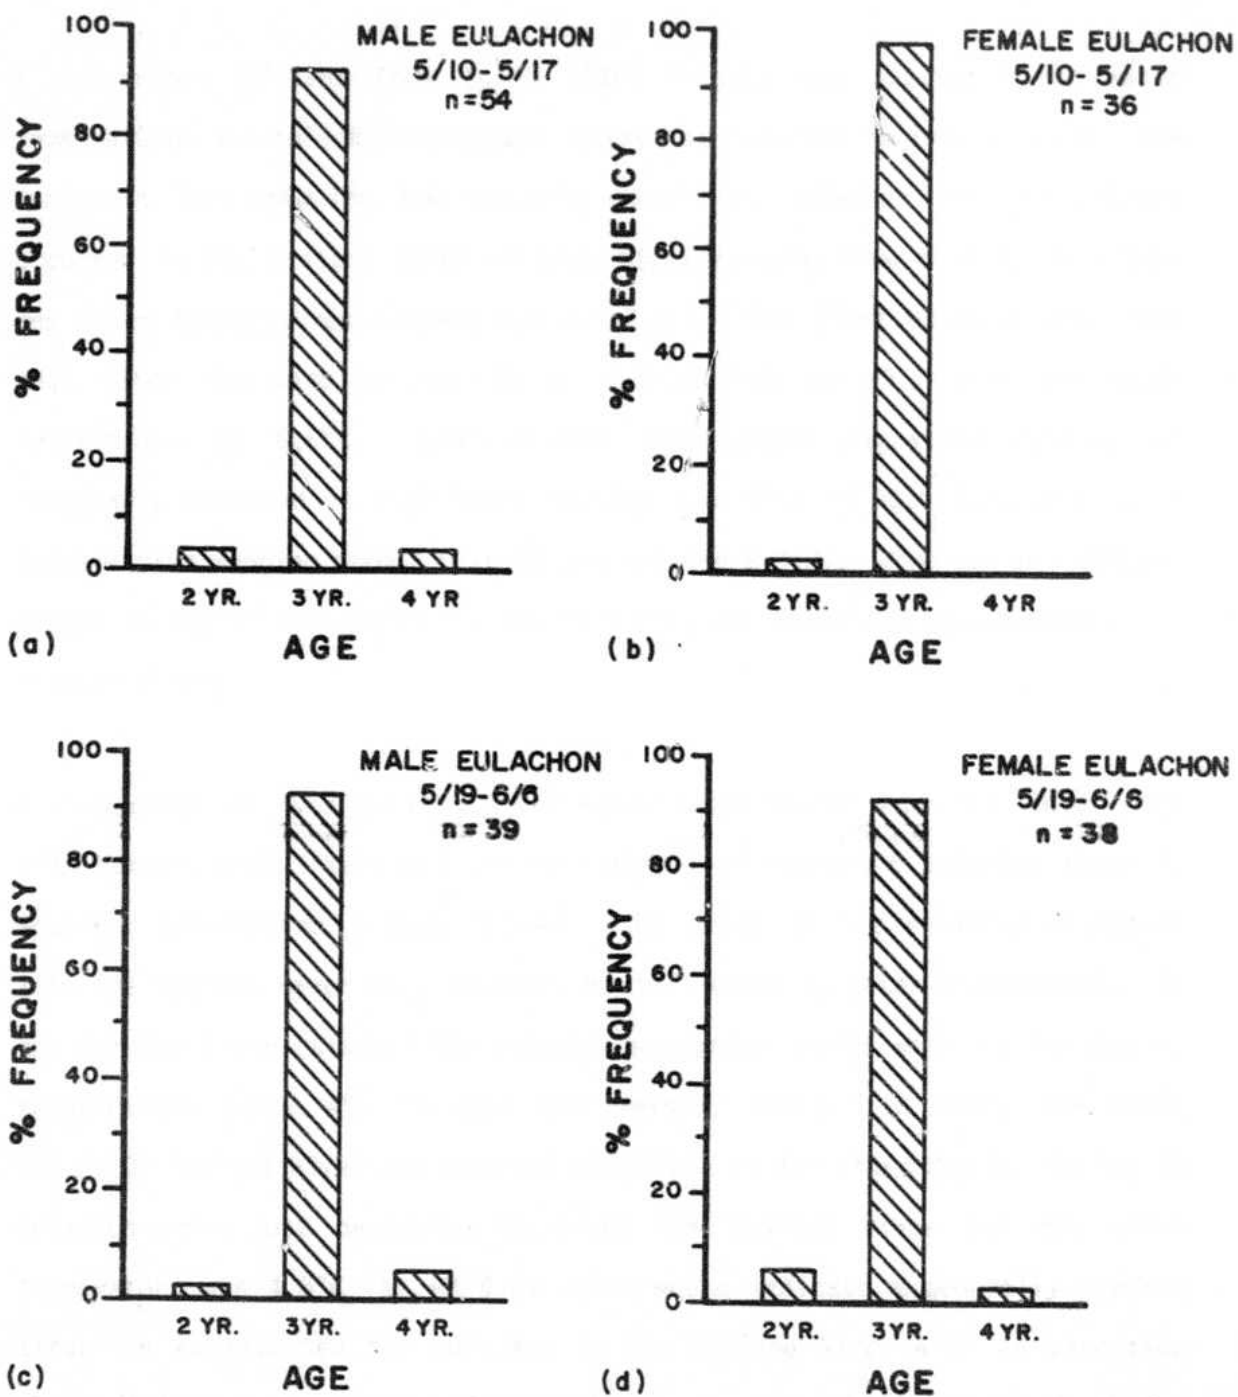 MALE EULACHON
5/10-5/17
n=54
% FREQUENCY
100
80
60
40
20
0
2 YR. 3 YR. 4 YR
(a) AGE
FEMALE EULACHON
5/10-5/17
n=36
% FREQUENCY
100
80
60
40
20
0
2 YR. 3 YR. 4 YR
(b) AGE
MALE EULACHON
5/19-6/6
n=39
% FREQUENCY
100
80
60
40
20
0
2 YR. 3 YR. 4 YR.
(c) AGE
FEMALE EULACHON
5/19-6/6
n=38
% FREQUENCY
100
80
60
40
20
0
2 YR. 3 YR. 4 YR.
(d) AGE